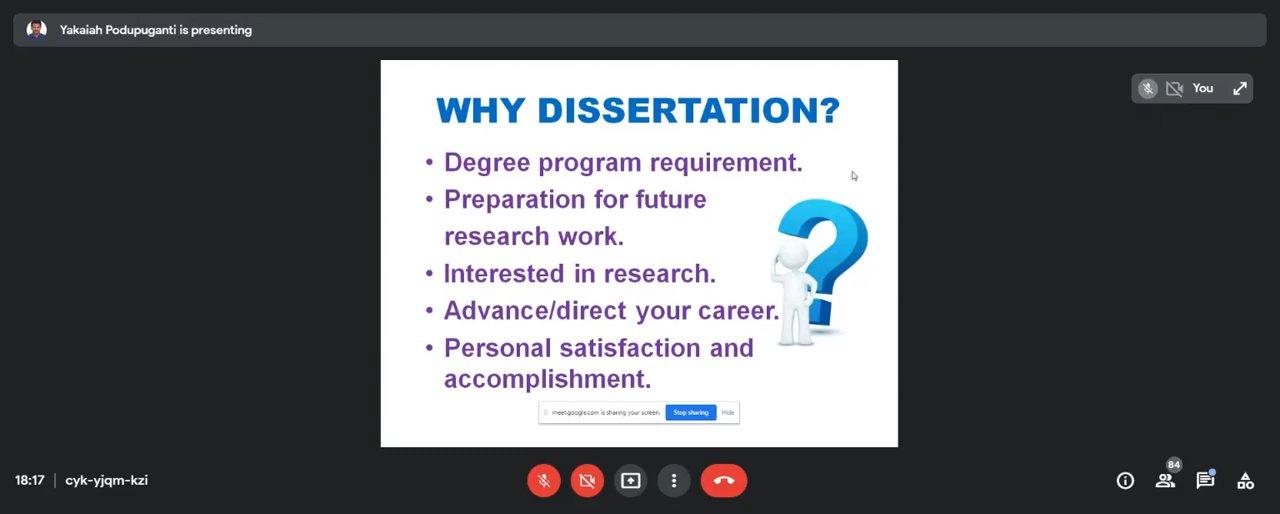 Yakaiah Podupuganti is presenting
You
WHY DISSERTATION?
• Degree program requirement.
• Preparation for future
research work.
• Interested in research.
• Advance/direct your career.
• Personal satisfaction and
accomplishment.
meet.google.com is sharing your screen. Stop sharing Hide
18:17 | cyk-yjqm-kzi
84